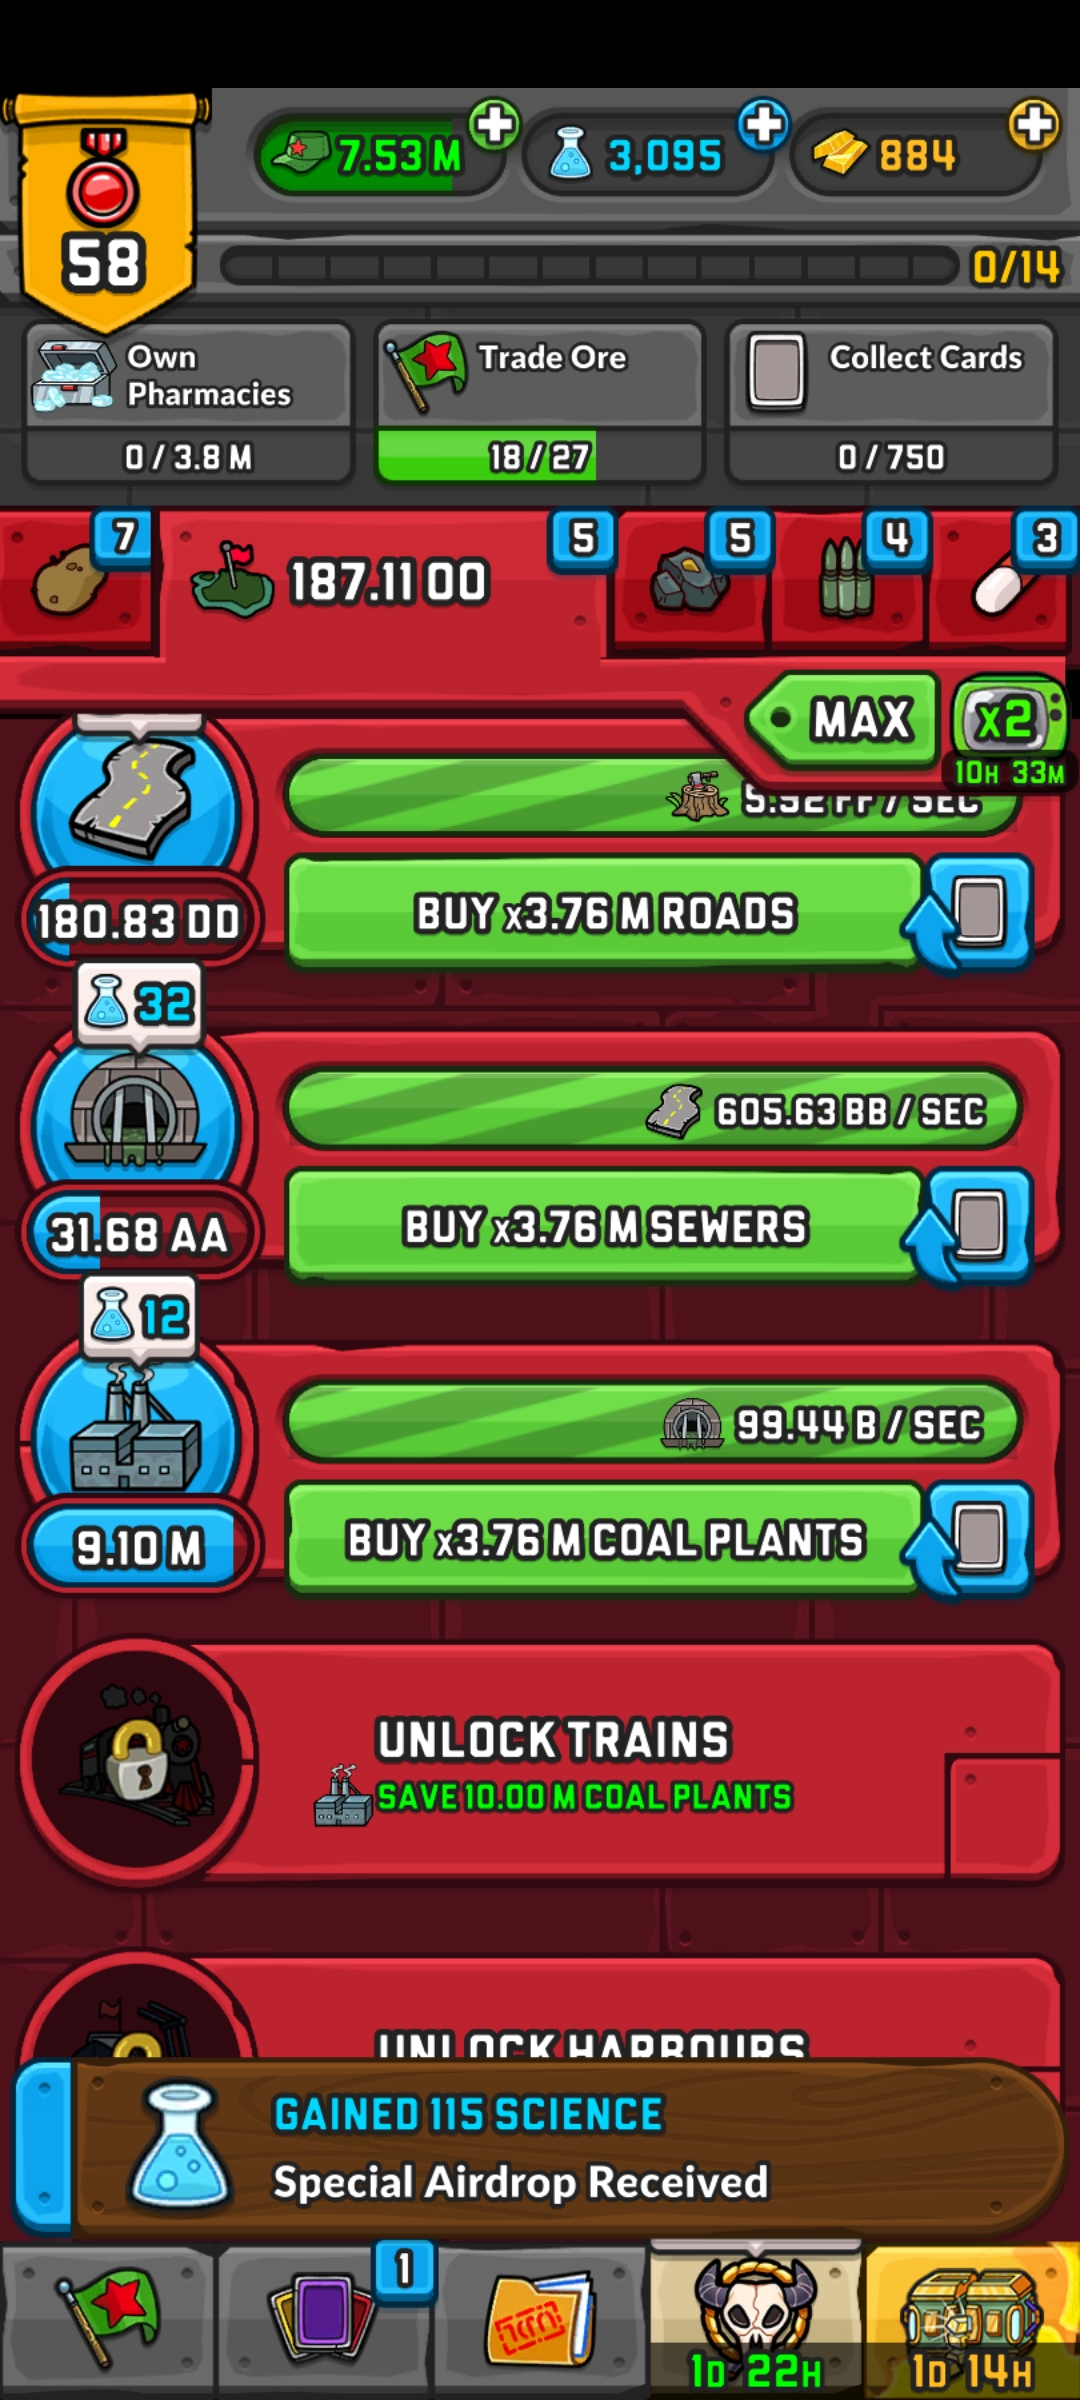 58
7.53 M
3,095
884
0/14
Own
Pharmacies
0 / 3.8 M
Trade Ore
18 / 27
Collect Cards
0 / 750
7
187.11 OO
5
5
4
3
MAX
x2
10H 33M
5.52 FF / SEC
BUY x3.76 M ROADS
180.83 DD
32
605.63 BB / SEC
BUY x3.76 M SEWERS
31.68 AA
12
99.44 B / SEC
BUY x3.76 M COAL PLANTS
9.10 M
UNLOCK TRAINS
SAVE 10.00 M COAL PLANTS
UNLOCK HARBOURS
GAINED 115 SCIENCE
Special Airdrop Received
1
1D 22H
1D 14H